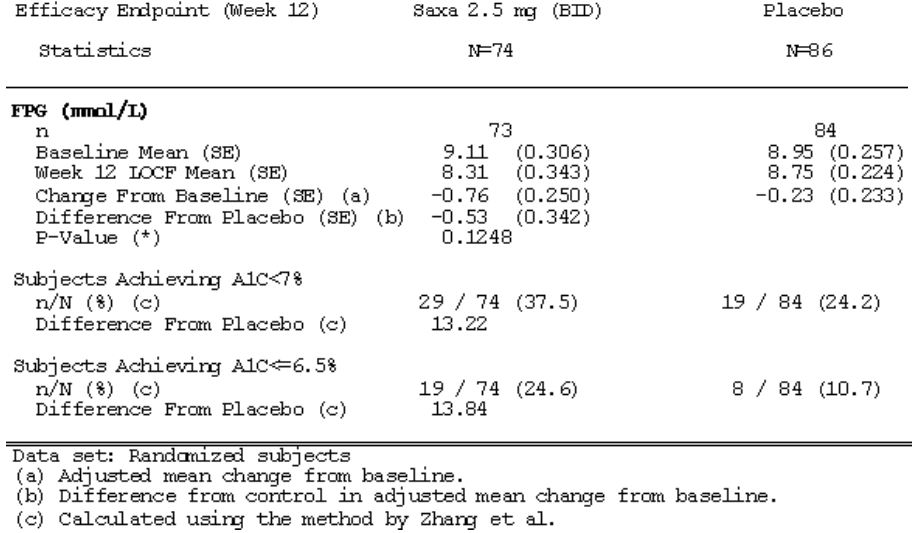 Efficacy Endpoint (Week 12) Saxa 2.5 mg (BID) Placebo
Statistics N=74 N=86
FPG (mmol/L)
n 73 84
Baseline Mean (SE) 9.11 (0.306) 8.95 (0.257)
Week 12 LOCF Mean (SE) 8.31 (0.343) 8.75 (0.224)
Change From Baseline (SE) (a) -0.76 (0.250) -0.23 (0.233)
Difference From Placebo (SE) (b) -0.53 (0.342)
P-Value (*) 0.1248
Subjects Achieving A1C<7%
n/N (%) (c) 29 / 74 (37.5) 19 / 84 (24.2)
Difference From Placebo (c) 13.22
Subjects Achieving A1C<=6.5%
n/N (%) (c) 19 / 74 (24.6) 8 / 84 (10.7)
Difference From Placebo (c) 13.84
Data set: Randomized subjects
(a) Adjusted mean change from baseline.
(b) Difference from control in adjusted mean change from baseline.
(c) Calculated using the method by Zhang et al.